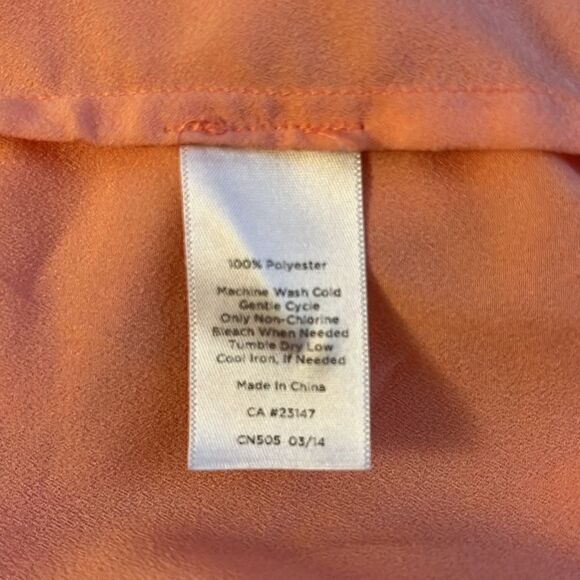 100% Polyester
Machine Wash Cold
Gentle Cycle
Only Non-Chlorine
Bleach When Needed
Tumble Dry Low
Cool Iron, If Needed
Made In China
CA #23147
CN505 03/14